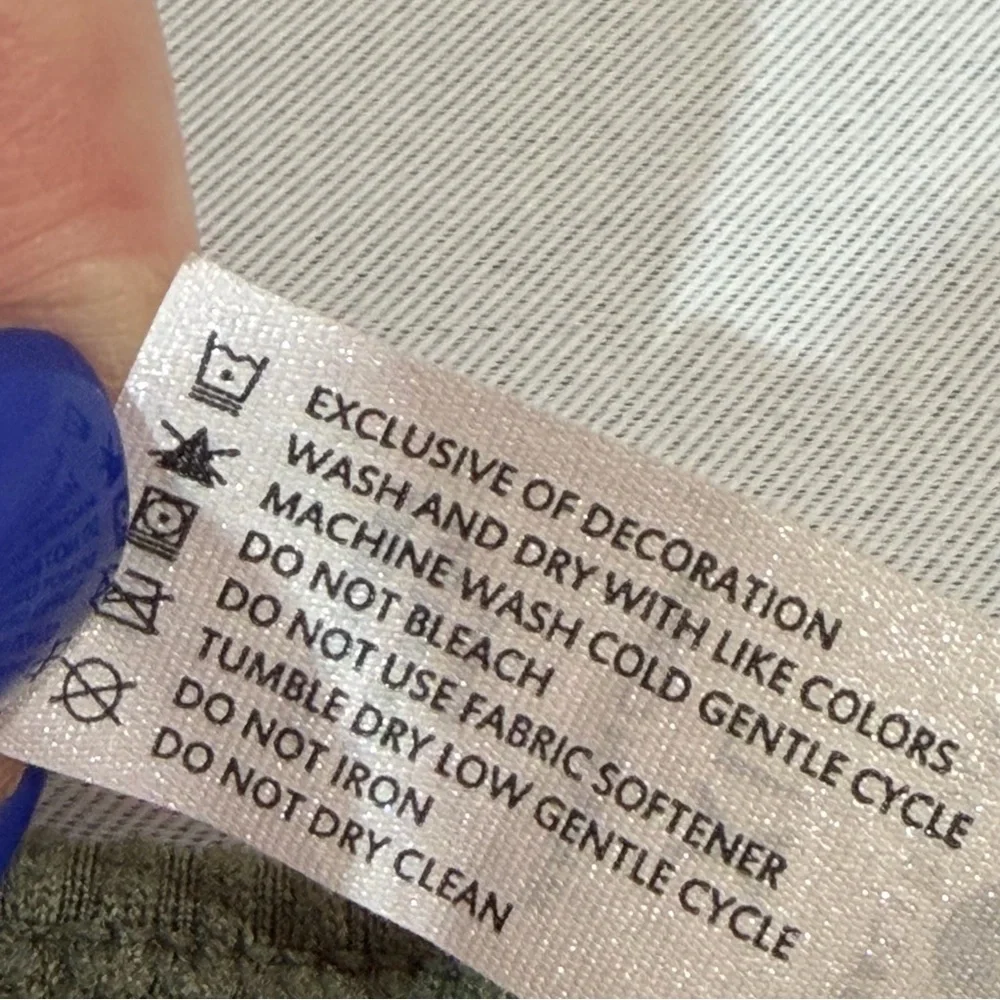 EXCLUSIVE OF DECORATION
WASH AND DRY WITH LIKE COLORS
MACHINE WASH COLD GENTLE CYCLE
DO NOT BLEACH
DO NOT USE FABRIC SOFTENER
TUMBLE DRY LOW GENTLE CYCLE
DO NOT IRON
DO NOT DRY CLEAN